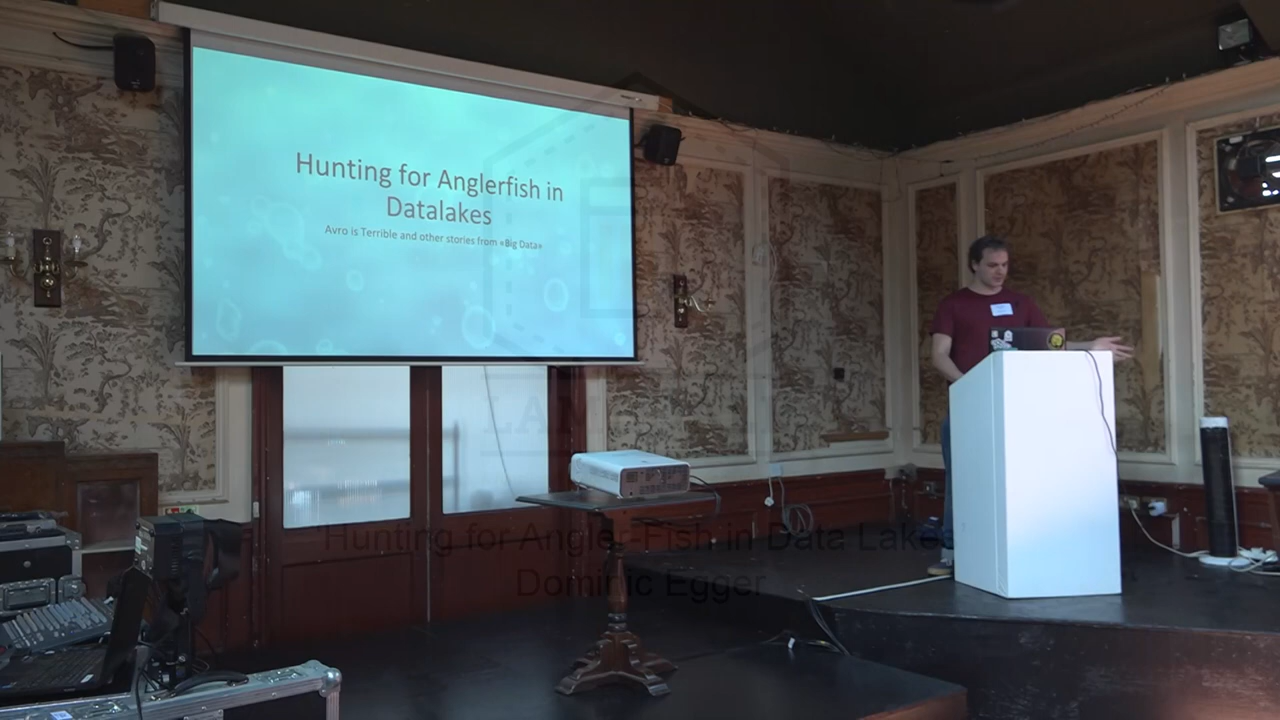 Hunting for Anglerfish in
Datalakes
Avro is Terrible and other stories from «Big Data»
"Hunting for Angler-Fish in Data Lakes
Dominic Egger